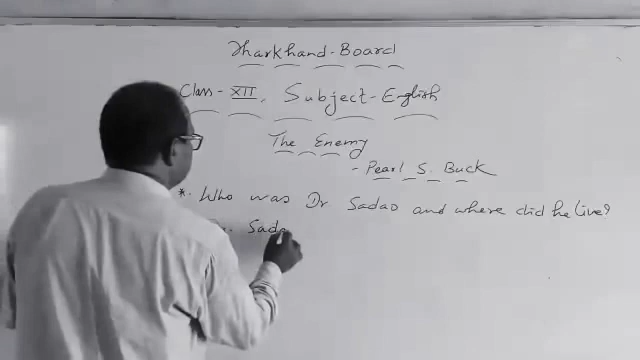 Jharkhand-Board
Class-XII, Subject-English
The Enemy
- Pearl S. Buck
*. Who was Dr Sadao and where did he live?
Sada